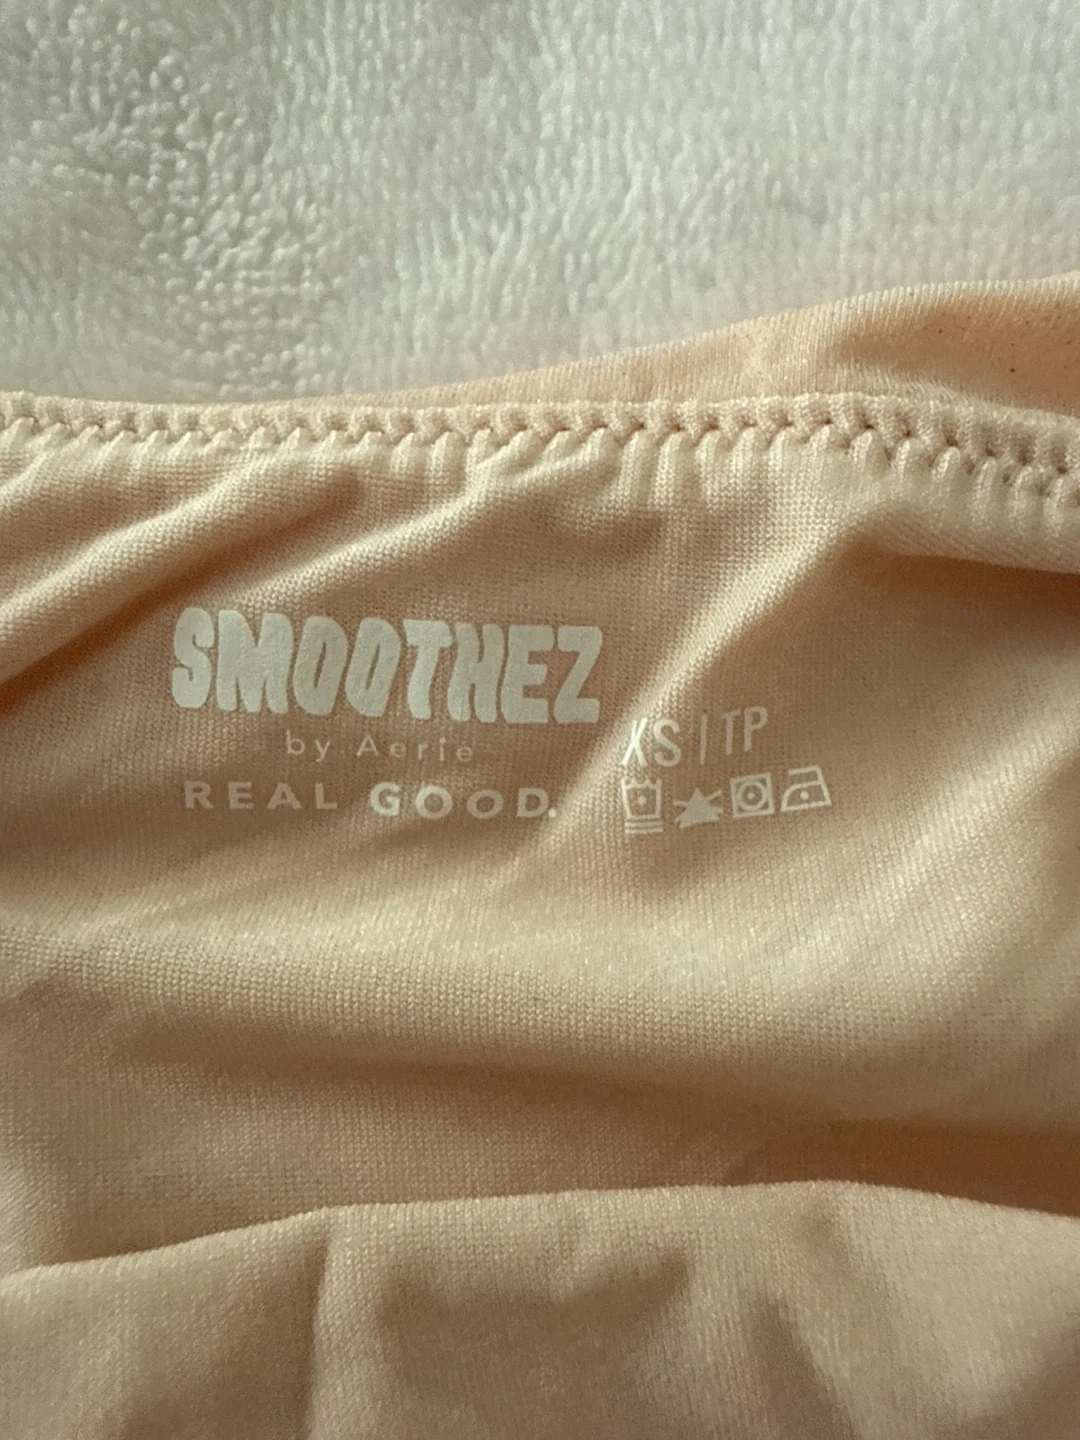 SMOOTHEZ
by Aerie
REAL GOOD.
XS | TP